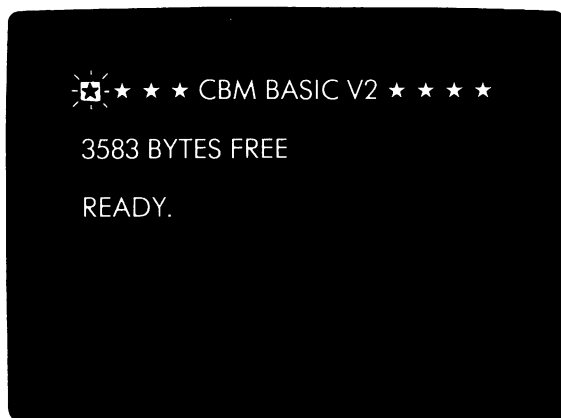 ★ ★ ★ ★ CBM BASIC V2 ★ ★ ★ ★
3583 BYTES FREE
READY.